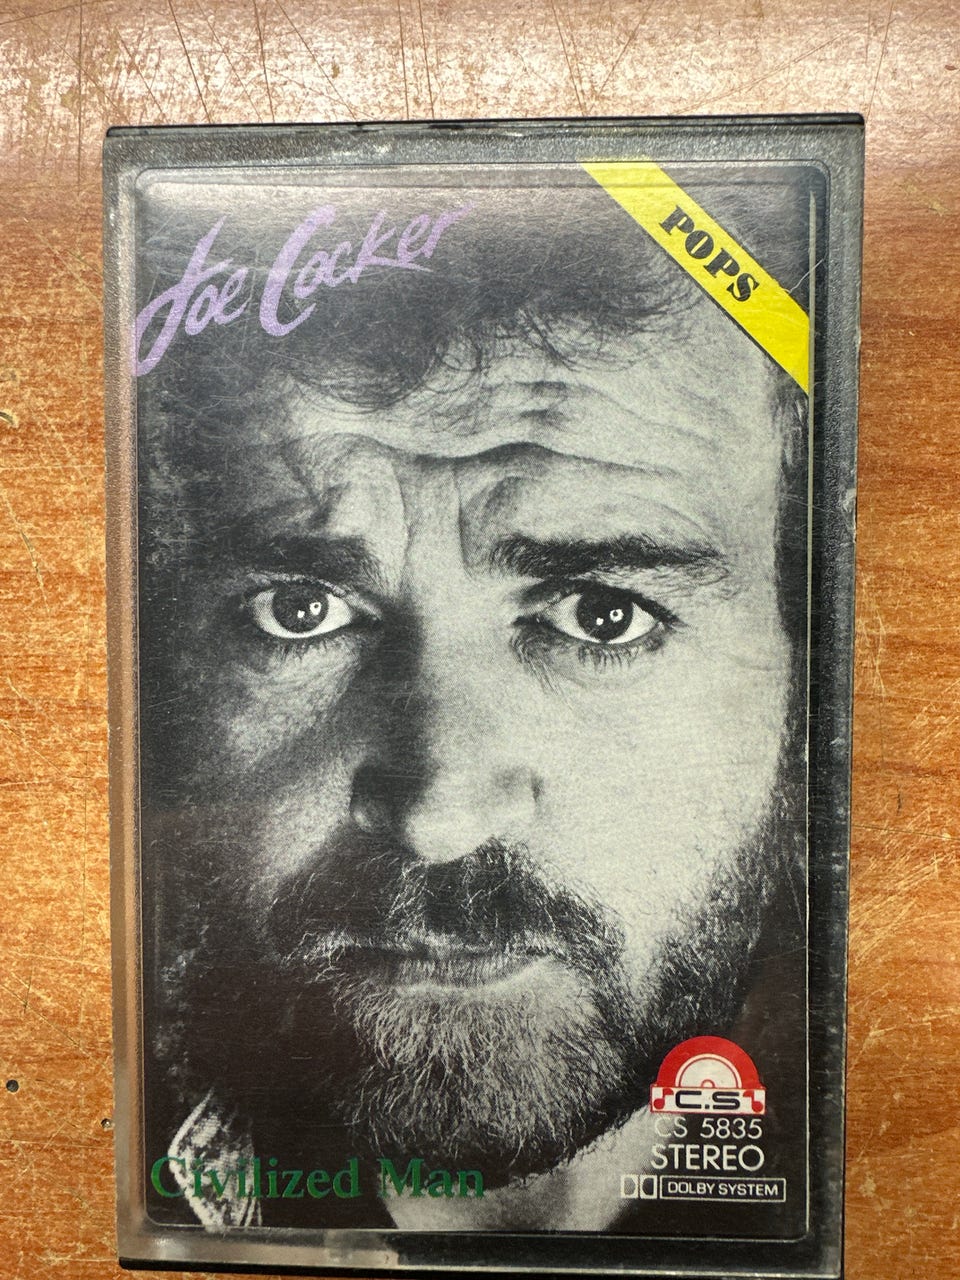 Joe Cocker
POPS
C.S
CS 5835
STEREO
DOLBY SYSTEM
Civilized Man